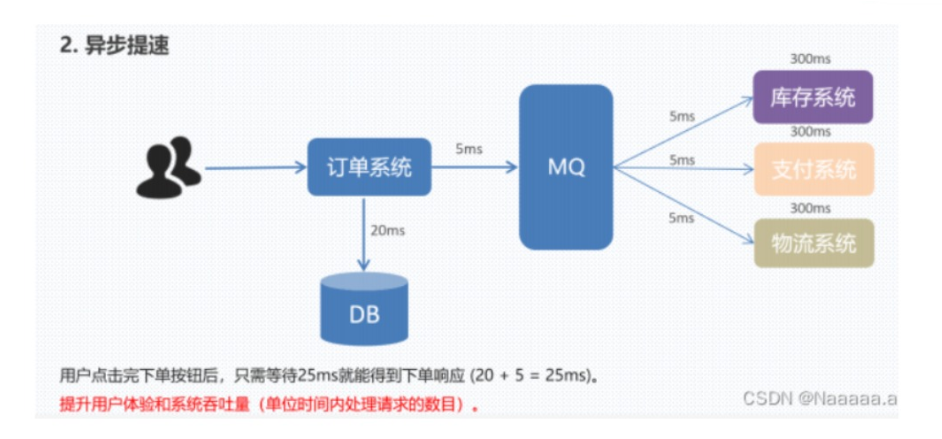 2. 异步提速
300ms
库存系统
5ms
300ms
订单系统
5ms
MQ
5ms
支付系统
300ms
5ms
物流系统
20ms
DB
用户点击完下单按钮后，只需等待25ms就能得到下单响应 (20 + 5 = 25ms)。
提升用户体验和系统吞吐量（单位时间内处理请求的数目）。
CSDN @Naaaaa.a